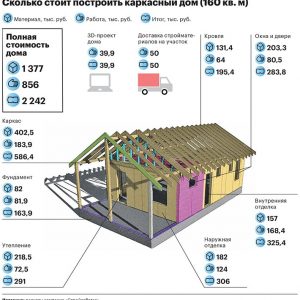 Сколько стоит построить каркасный дом (160 кв. м)
Материал, тыс. руб. Работа, тыс. руб. Итого, тыс. руб.
Полная
стоимость
дома
1 377
856
2 242
3D-проект
дома
39,9
39,9
Доставка строймате-
риалов на участок
50
50
Кровля
131,4
64
195.4
Окна и двери
203,3
80,5
283,8
Каркас
402,5
183,9
586,4
Фундамент
82
81,9
163,9
Утепление
218,5
72,5
291
Наружная
отделка
182
124
306
Внутренняя
отделка
157
168,4
325,4